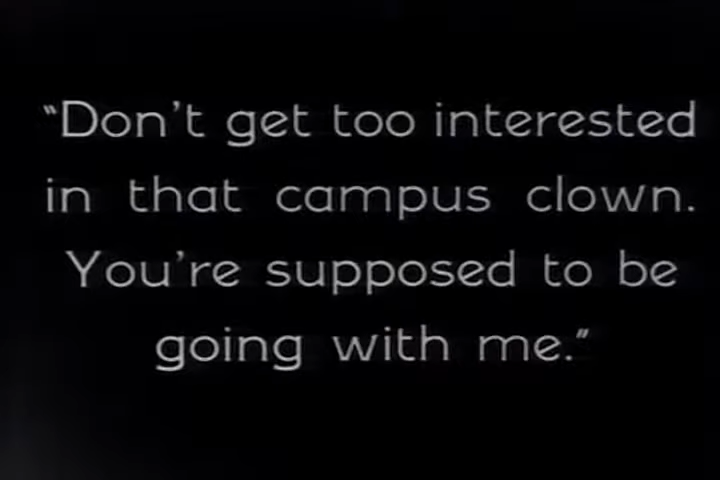 "Don't get too interested
in that campus clown.
You're supposed to be
going with me."